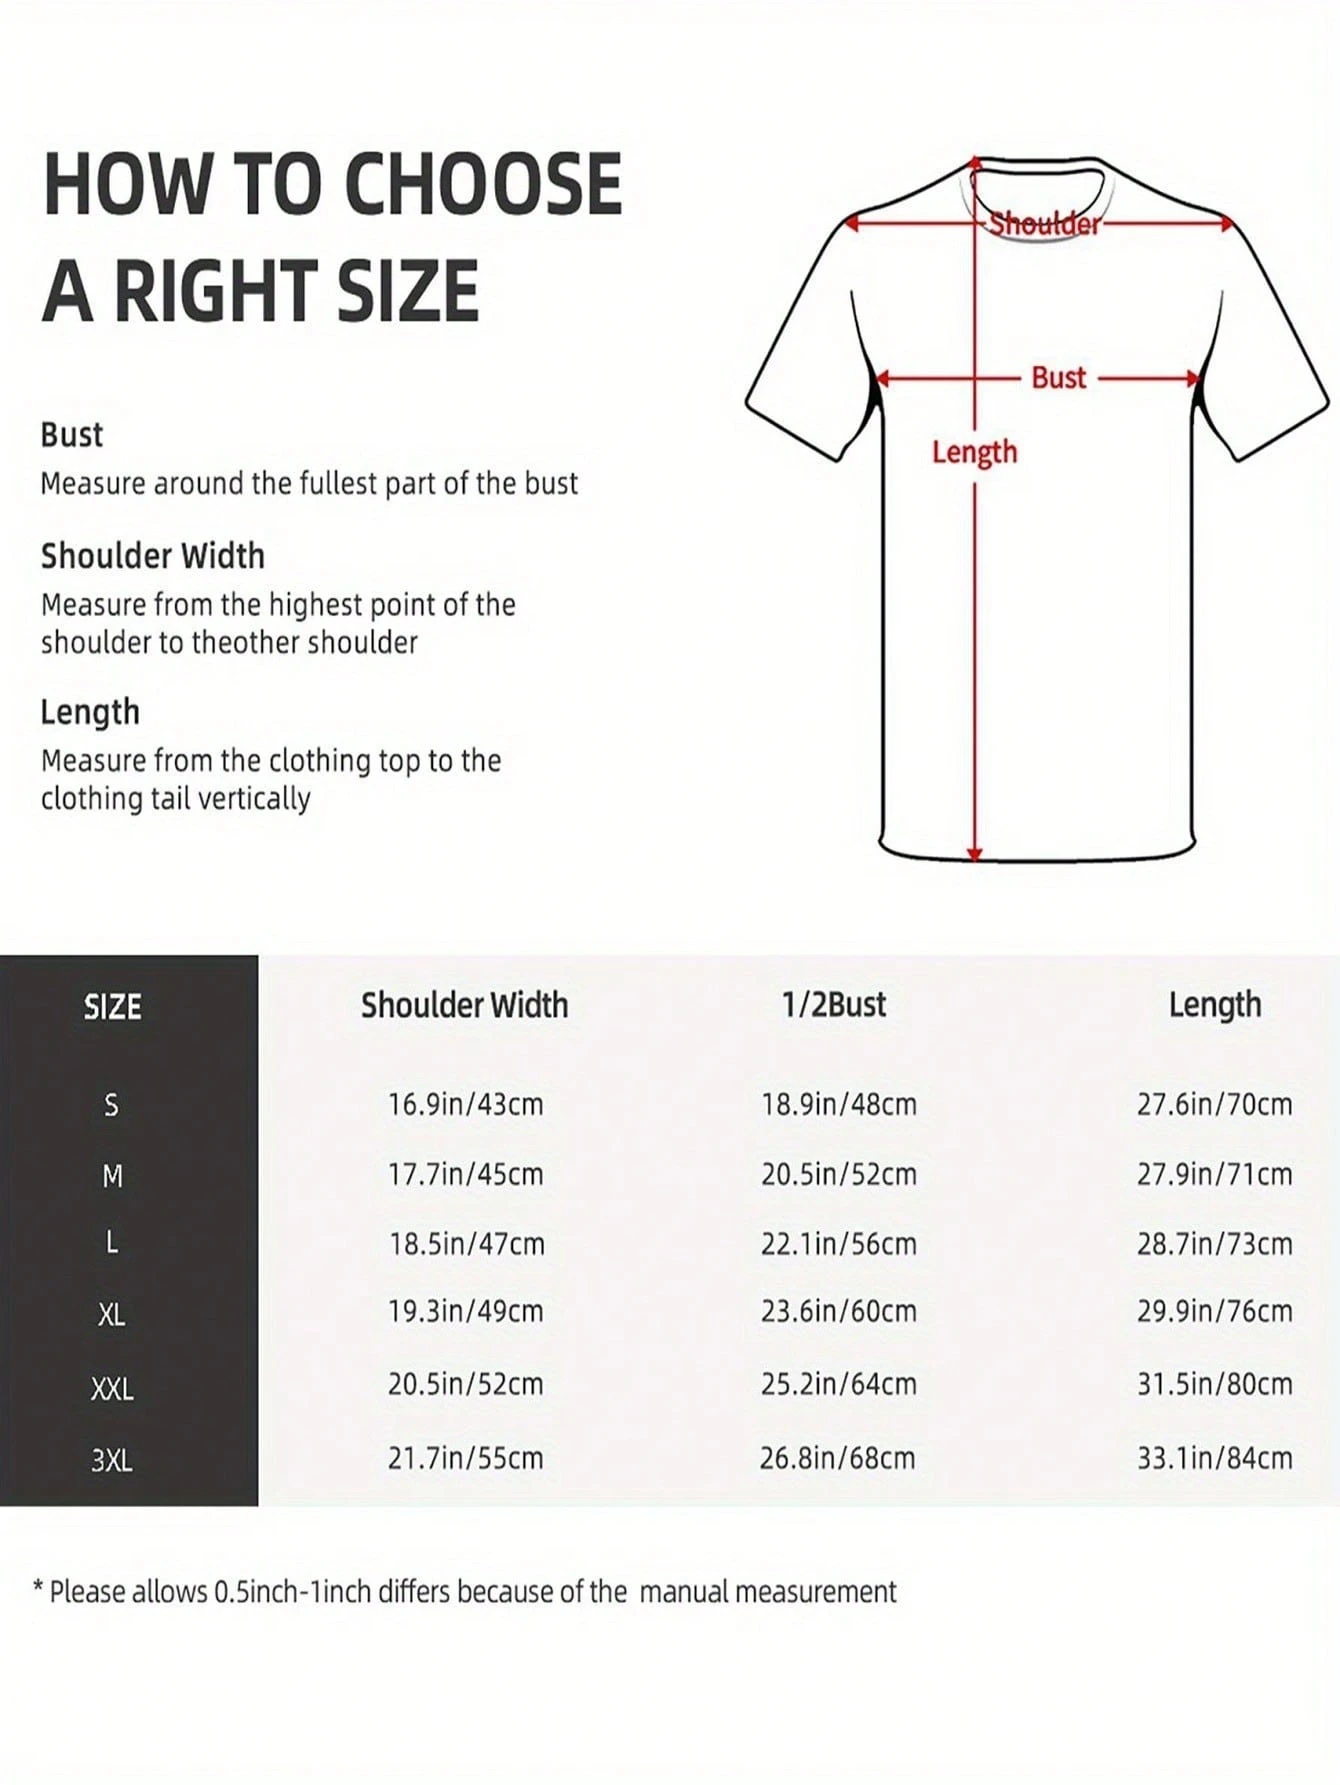 HOW TO CHOOSE
A RIGHT SIZE
Bust
Measure around the fullest part of the bust
Shoulder Width
Measure from the highest point of the
shoulder to theother shoulder
Length
Measure from the clothing top to the
clothing tail vertically
Shoulder
Bust
Length
SIZE Shoulder Width 1/2Bust Length
S 16.9in/43cm 18.9in/48cm 27.6in/70cm
M 17.7in/45cm 20.5in/52cm 27.9in/71cm
L 18.5in/47cm 22.1in/56cm 28.7in/73cm
XL 19.3in/49cm 23.6in/60cm 29.9in/76cm
XXL 20.5in/52cm 25.2in/64cm 31.5in/80cm
3XL 21.7in/55cm 26.8in/68cm 33.1in/84cm
* Please allows 0.5inch-1inch differs because of the manual measurement